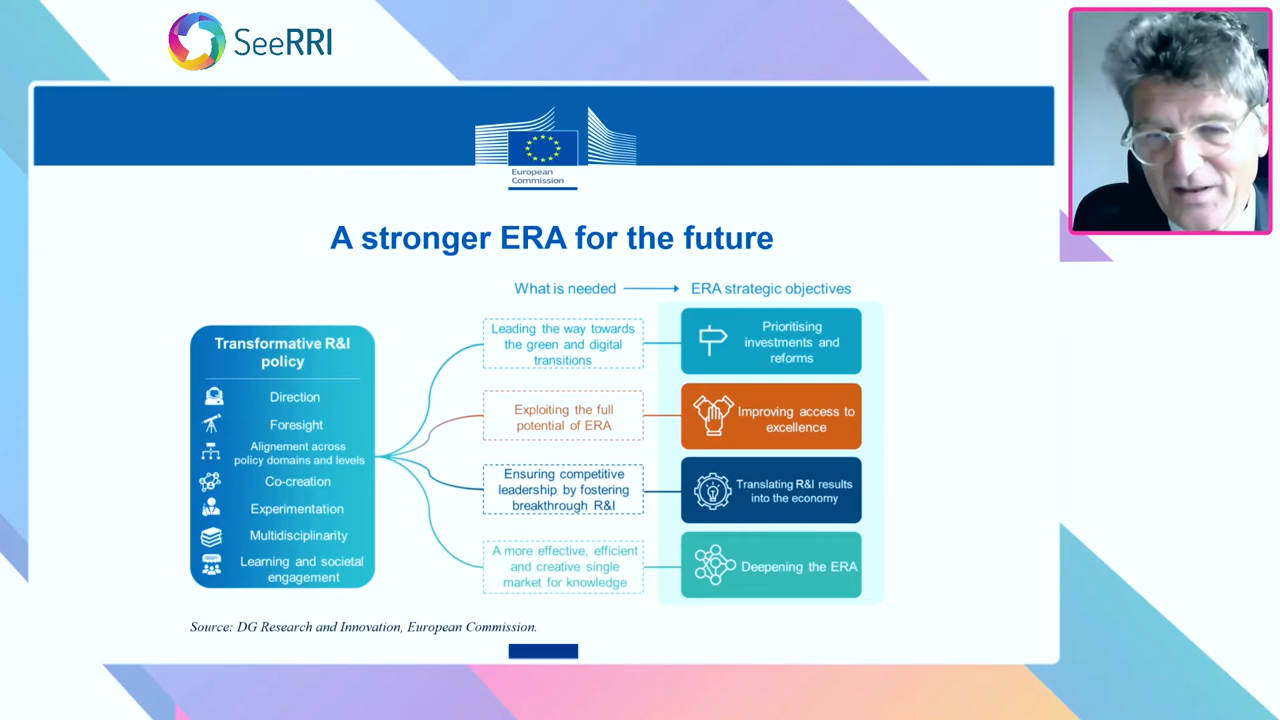 SeeRRI
European
Commission
A stronger ERA for the future
What is needed
ERA strategic objectives
Transformative R&I
policy
Direction
Foresight
Alignement across
policy domains and levels
Co-creation
Experimentation
Multidisciplinarity
Learning and societal
engagement
Leading the way towards
the green and digital
transitions
Exploiting the full
potential of ERA
Ensuring competitive
leadership by fostering
breakthrough R&I
A more effective, efficient
and creative single
market for knowledge
Prioritising
investments and
reforms
Improving access to
excellence
Translating R&I results
into the economy
Deepening the ERA
Source: DG Research and Innovation, European Commission.